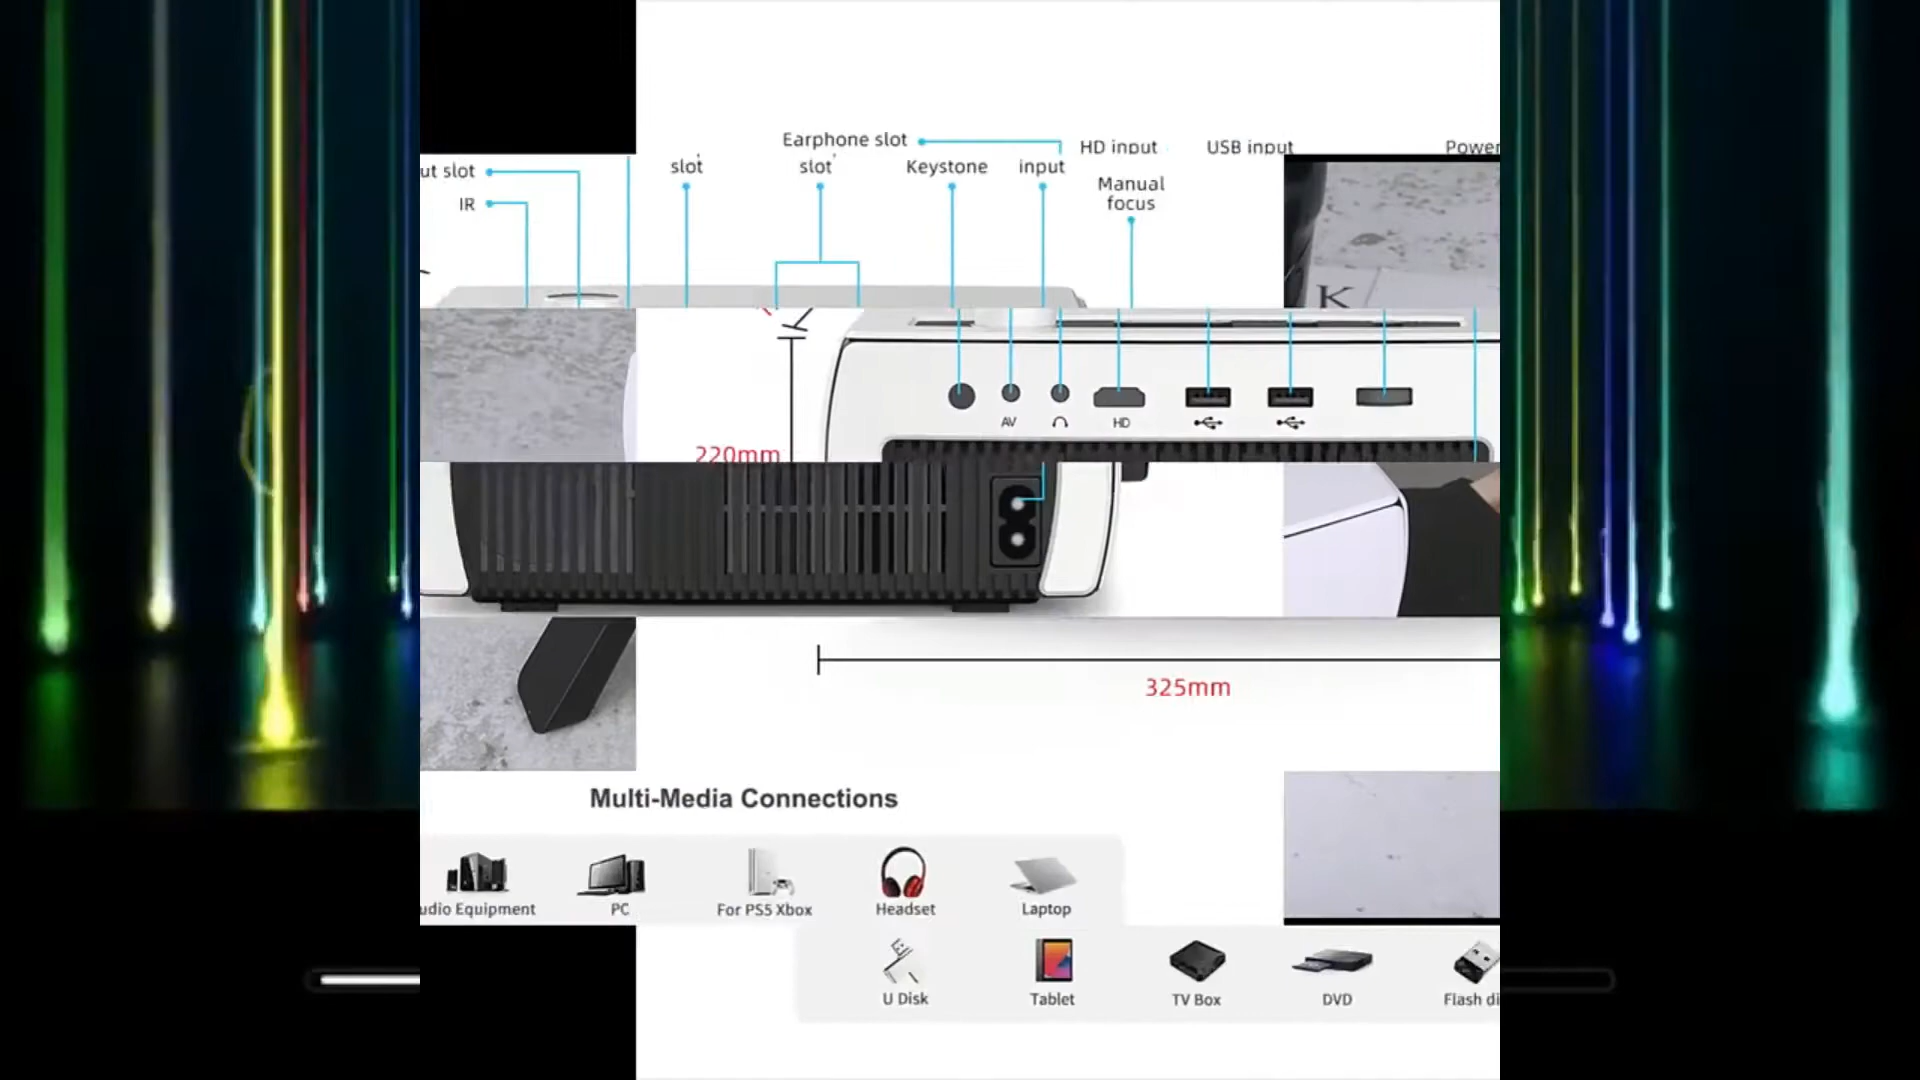 Earphone slot
HD input
USB input
Power
ut slot
slot
slot
Keystone
input
IR
Manual
focus
K
AV
HD
220mm
325mm
Multi-Media Connections
udio Equipment
PC
For PS5 Xbox
Headset
Laptop
U Disk
Tablet
TV Box
DVD
Flash di